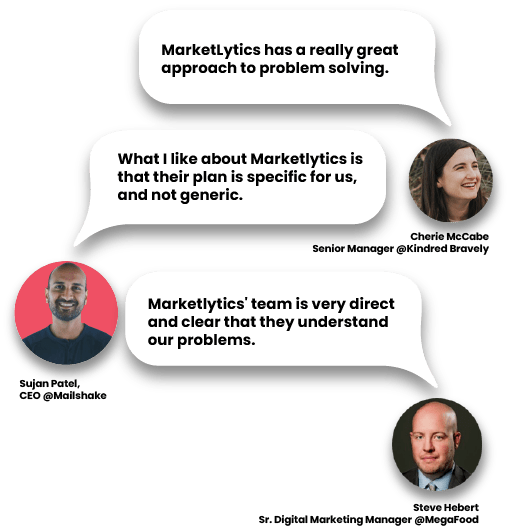 MarketLytics has a really great
approach to problem solving.
What I like about Marketlytics is
that their plan is specific for us,
and not generic.
Cherie McCabe
Senior Manager @Kindred Bravely
Marketlytics' team is very direct
and clear that they understand
our problems.
Sujan Patel,
CEO @Mailshake
Steve Hebert
Sr. Digital Marketing Manager @MegaFood